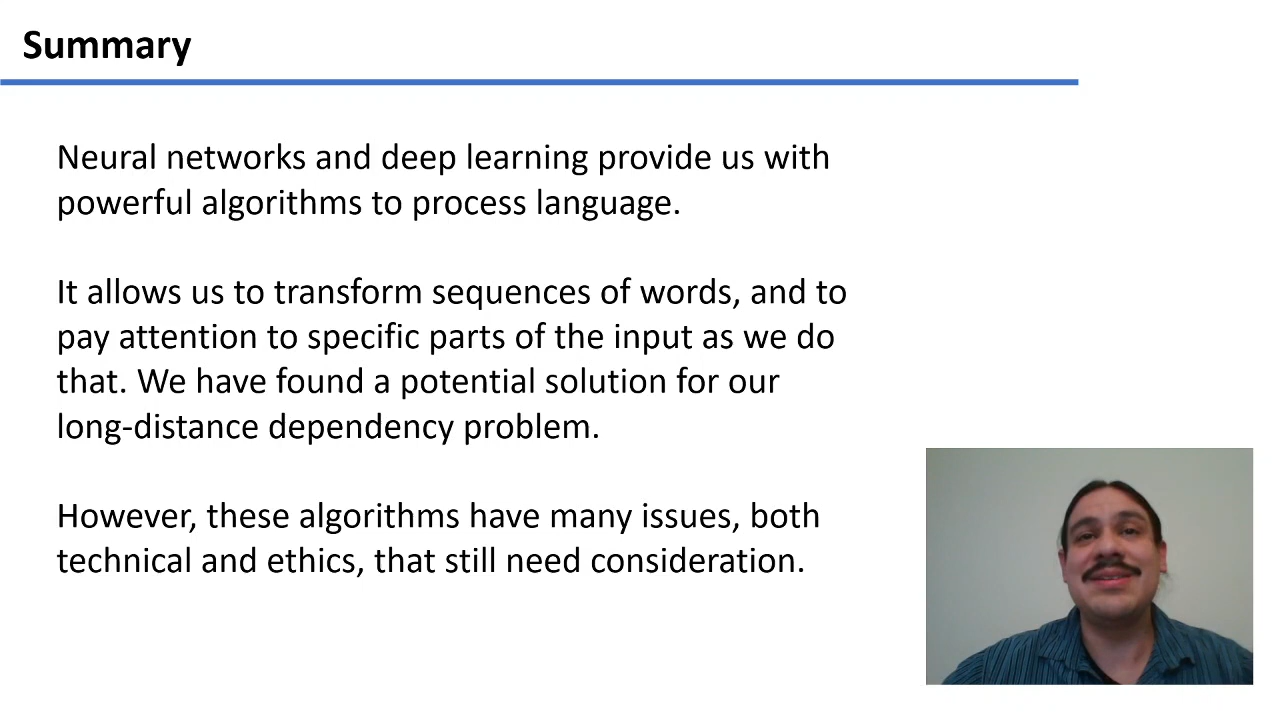 Summary
Neural networks and deep learning provide us with
powerful algorithms to process language.
It allows us to transform sequences of words, and to
pay attention to specific parts of the input as we do
that. We have found a potential solution for our
long-distance dependency problem.
However, these algorithms have many issues, both
technical and ethics, that still need consideration.